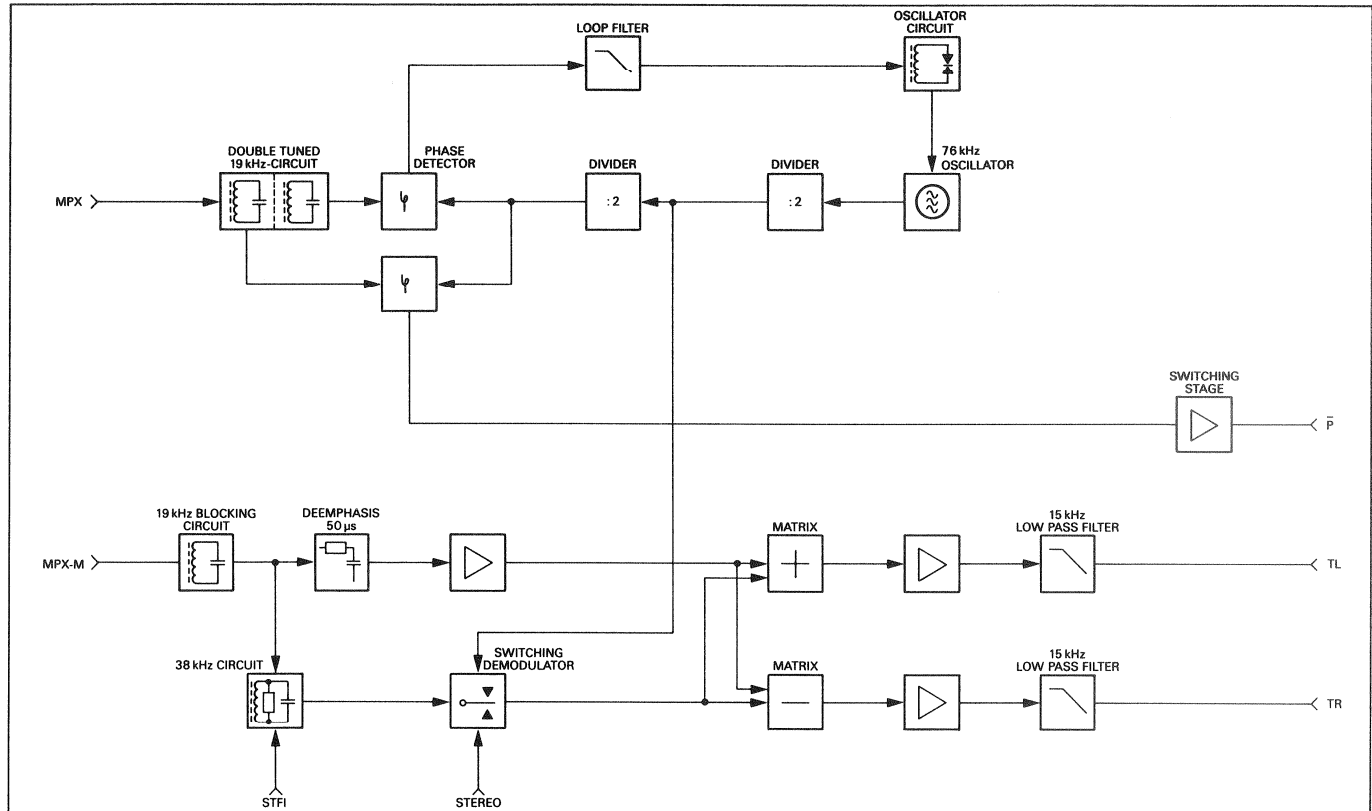 LOOP FILTER
OSCILLATOR
CIRCUIT
DOUBLE TUNED
19 kHz-CIRCUIT
PHASE
DETECTOR
DIVIDER
DIVIDER
76 kHz
OSCILLATOR
MPX
φ
: 2
: 2
φ
SWITCHING
STAGE
P̅
19 kHz BLOCKING
CIRCUIT
DEEMPHASIS
50 µs
MATRIX
15 kHz
LOW PASS FILTER
MPX-M
+
TL
38 kHz CIRCUIT
SWITCHING
DEMODULATOR
MATRIX
15 kHz
LOW PASS FILTER
—
TR
STFI
STEREO